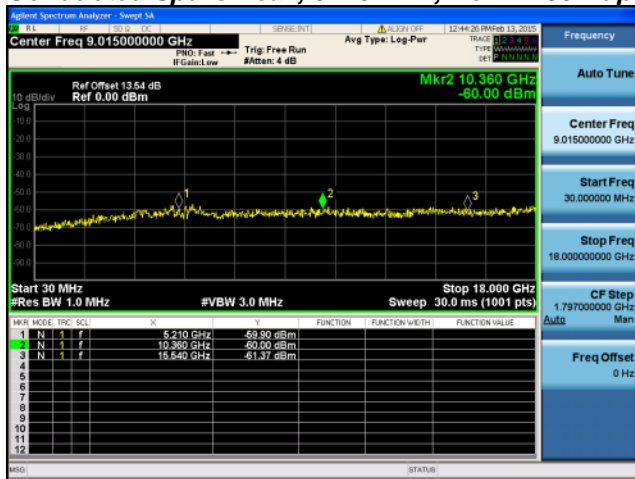 Agilent Spectrum Analyzer - Swept SA
RL RF 50 Ω DC SENSE:INT ALIGN OFF 12:44:26 PM Feb 13, 2015
Center Freq 9.015000000 GHz
PNO: Fast Trig: Free Run Avg Type: Log-Pwr TRACE 1 2 3 4 5 6
IFGain:Low #Atten: 4 dB TYPE
DET P N N N N N
Frequency
Auto Tune
Ref Offset 13.54 dB Mkr2 10.360 GHz
10 dB/div Ref 0.00 dBm -60.00 dBm
Log
-10.0
-20.0
-30.0
-40.0
-50.0
-60.0
-70.0
-80.0
-90.0
1 2 3
Start 30 MHz Stop 18.000 GHz
#Res BW 1.0 MHz #VBW 3.0 MHz Sweep 30.0 ms (1001 pts)
MKR MODE TRC SCL X Y FUNCTION FUNCTION WIDTH FUNCTION VALUE
1 N 1 f 5.210 GHz -59.90 dBm
2 N 1 f 10.360 GHz -60.00 dBm
3 N 1 f 15.540 GHz -61.37 dBm
4
5
6
7
8
9
10
11
12
MSG STATUS
Center Freq
9.015000000 GHz
Start Freq
30.000000 MHz
Stop Freq
18.000000000 GHz
CF Step
1.797000000 GHz
Auto Man
Freq Offset
0 Hz